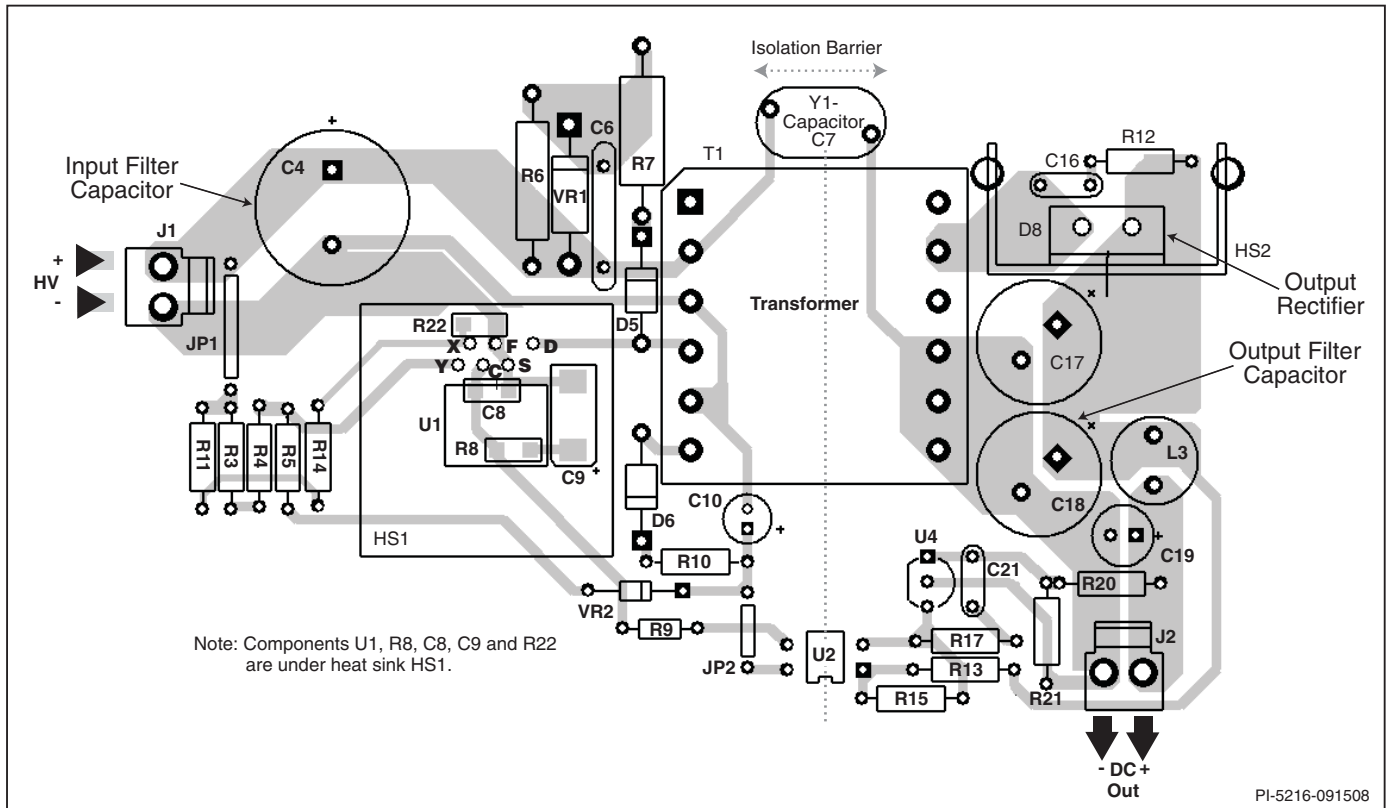 Isolation Barrier
Y1-
Capacitor
C7
+
C4
Input Filter
Capacitor
C6
R6
VR1
R7
T1
R12
C16
D8
HS2
Output
Rectifier
J1
+
HV
-
JP1
Transformer
D5
R22
X
F
D
Y
C
S
C8
U1
R8
C9
+
HS1
C17
Output Filter
Capacitor
C18
L3
R11
R3
R4
R5
R14
D6
C10
+
R10
VR2
R9
JP2
U2
U4
C21
C19
+
R20
R17
R13
R15
R21
J2
Note: Components U1, R8, C8, C9 and R22
are under heat sink HS1.
- DC +
Out
PI-5216-091508